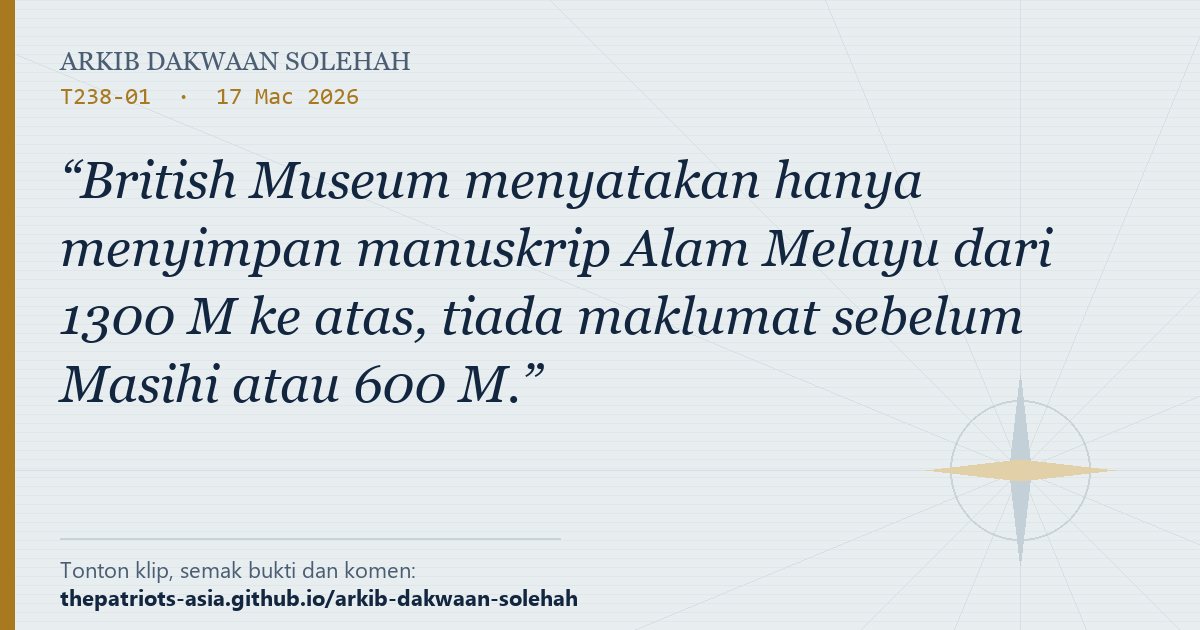 ARKIB DAKWAAN SOLEHAH
T238-01 · 17 Mac 2026
“British Museum menyatakan hanya
menyimpan manuskrip Alam Melayu dari
1300 M ke atas, tiada maklumat sebelum
Masihi atau 600 M.”
Tonton klip, semak bukti dan komen:
thepatriots-asia.github.io/arkib-dakwaan-solehah